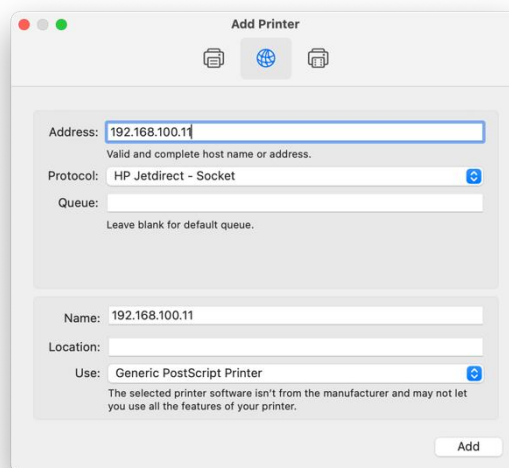 Add Printer
Address: 192.168.100.11
Valid and complete host name or address.
Protocol: HP Jetdirect - Socket
Queue:
Leave blank for default queue.
Name: 192.168.100.11
Location:
Use: Generic PostScript Printer
The selected printer software isn't from the manufacturer and may not let
you use all the features of your printer.
Add